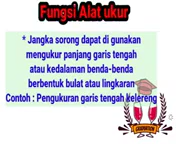 Fungsi Alat ukur
* Jangka sorong dapat di gunakan
mengukur panjang garis tengah
atau kedalaman benda-benda
berbentuk bulat atau lingkaran
Contoh : Pengukuran garis tengah kelereng
GRADUATION